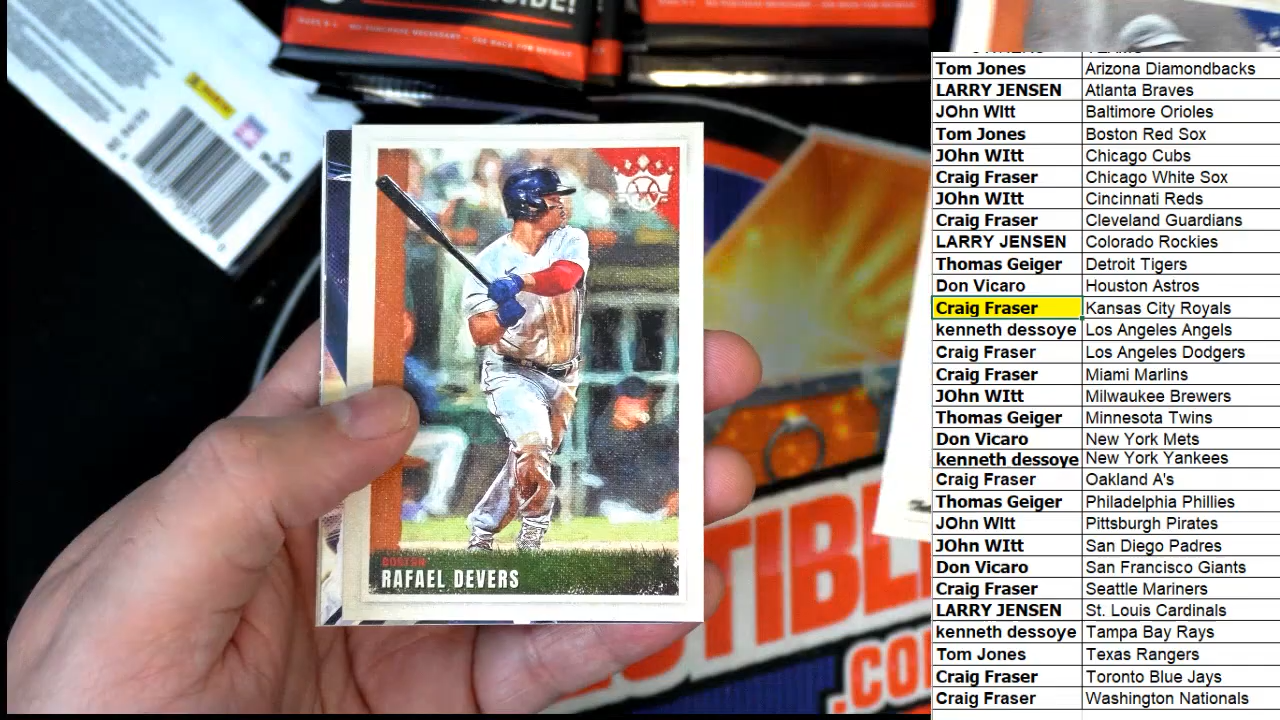 INSIDE!
BOSTON
RAFAEL DEVERS
TIBLE
.CO
OWNERS TEAMS
Tom Jones Arizona Diamondbacks
LARRY JENSEN Atlanta Braves
JOhn WItt Baltimore Orioles
Tom Jones Boston Red Sox
JOhn WItt Chicago Cubs
Craig Fraser Chicago White Sox
JOhn WItt Cincinnati Reds
Craig Fraser Cleveland Guardians
LARRY JENSEN Colorado Rockies
Thomas Geiger Detroit Tigers
Don Vicaro Houston Astros
Craig Fraser Kansas City Royals
kenneth dessoye Los Angeles Angels
Craig Fraser Los Angeles Dodgers
Craig Fraser Miami Marlins
JOhn WItt Milwaukee Brewers
Thomas Geiger Minnesota Twins
Don Vicaro New York Mets
kenneth dessoye New York Yankees
Craig Fraser Oakland A's
Thomas Geiger Philadelphia Phillies
JOhn WItt Pittsburgh Pirates
JOhn WItt San Diego Padres
Don Vicaro San Francisco Giants
Craig Fraser Seattle Mariners
LARRY JENSEN St. Louis Cardinals
kenneth dessoye Tampa Bay Rays
Tom Jones Texas Rangers
Craig Fraser Toronto Blue Jays
Craig Fraser Washington Nationals